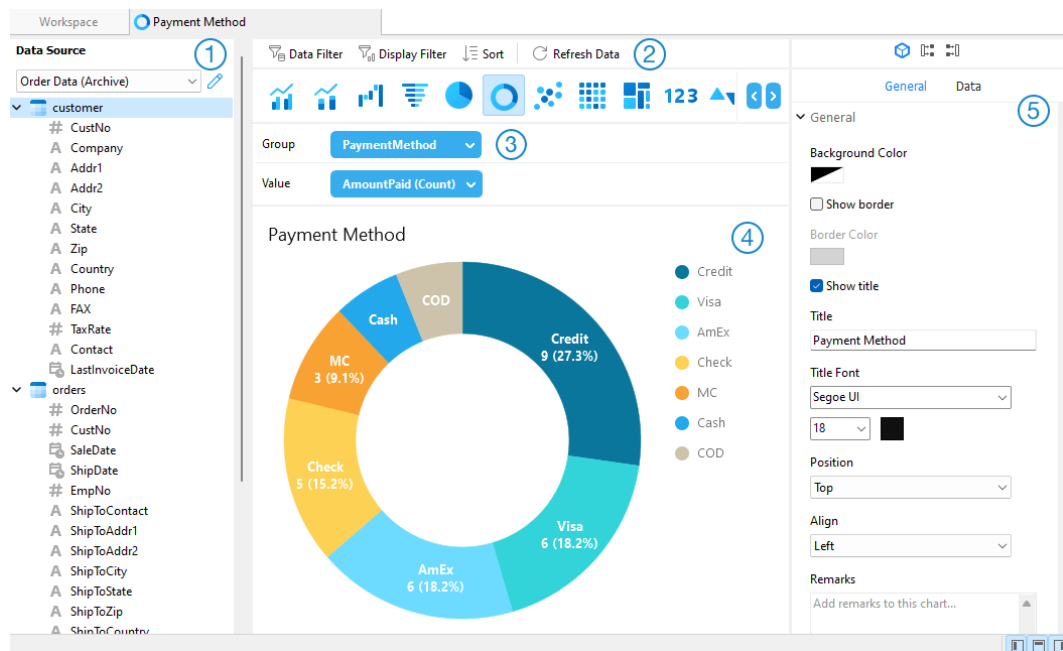 Workspace
Payment Method
Data Source
1
Order Data (Archive)
customer
# CustNo
A Company
A Addr1
A Addr2
A City
A State
A Zip
A Country
A Phone
A FAX
# TaxRate
A Contact
LastInvoiceDate
orders
# OrderNo
# CustNo
SaleDate
ShipDate
# EmpNo
A ShipToContact
A ShipToAddr1
A ShipToAddr2
A ShipToCity
A ShipToState
A ShipToZip
A ShipToCountry
Data Filter
Display Filter
Sort
Refresh Data
2
123
Group
PaymentMethod
3
Value
AmountPaid (Count)
Payment Method
4
COD
Cash
Credit
9 (27.3%)
MC
3 (9.1%)
Check
5 (15.2%)
Visa
6 (18.2%)
AmEx
6 (18.2%)
Credit
Visa
AmEx
Check
MC
Cash
COD
General
Data
5
General
Background Color
Show border
Border Color
Show title
Title
Payment Method
Title Font
Segoe UI
18
Position
Top
Align
Left
Remarks
Add remarks to this chart...